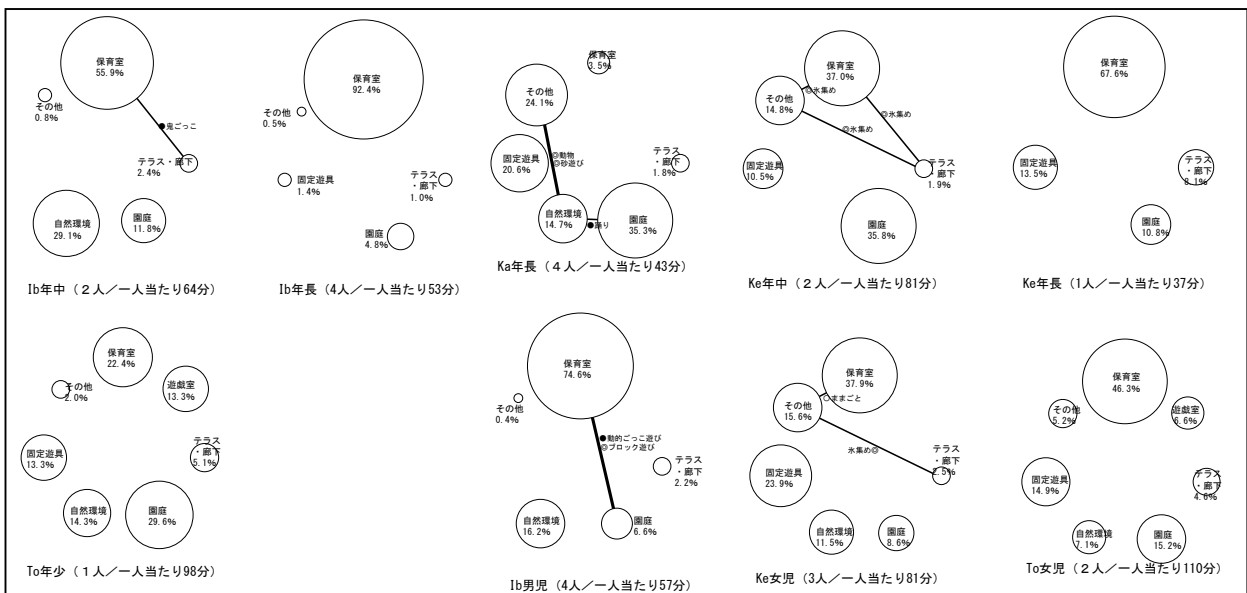 保育室
55.9%
その他
0.8%
●鬼ごっこ
テラス・廊下
2.4%
自然環境
29.1%
園庭
11.8%
Ib年中（２人／一人当たり64分）
保育室
92.4%
その他
0.5%
固定遊具
1.4%
テラス
・廊下
1.0%
園庭
4.8%
Ib年長（4人／一人当たり53分）
保育室
3.5%
その他
24.1%
固定遊具
20.6%
◎動物
◎砂遊び
テラス
・廊下
1.8%
自然環境
14.7%
●踊り
園庭
35.3%
Ka年長（４人／一人当たり43分）
保育室
37.0%
その他
14.8%
◎氷集め
◎氷集め
◎氷集め
固定遊具
10.5%
テラス
・廊下
1.9%
園庭
35.8%
Ke年中（２人／一人当たり81分）
保育室
67.6%
固定遊具
13.5%
テラス
・廊下
8.1%
園庭
10.8%
Ke年長（1人／一人当たり37分）
保育室
22.4%
その他
2.0%
遊戯室
13.3%
固定遊具
13.3%
テラス
・廊下
5.1%
自然環境
14.3%
園庭
29.6%
To年少（１人／一人当たり98分）
保育室
74.6%
その他
0.4%
●動的ごっこ遊び
◎ブロック遊び
テラス
・廊下
2.2%
自然環境
16.2%
園庭
6.6%
Ib男児（4人／一人当たり57分）
保育室
37.9%
その他
15.6%
○ままごと
氷集め◎
テラス
・廊下
2.5%
固定遊具
23.9%
自然環境
11.5%
園庭
8.6%
Ke女児（3人／一人当たり81分）
保育室
46.3%
その他
5.2%
遊戯室
6.6%
固定遊具
14.9%
テラス
・廊下
4.6%
自然環境
7.1%
園庭
15.2%
To女児（２人／一人当たり110分）